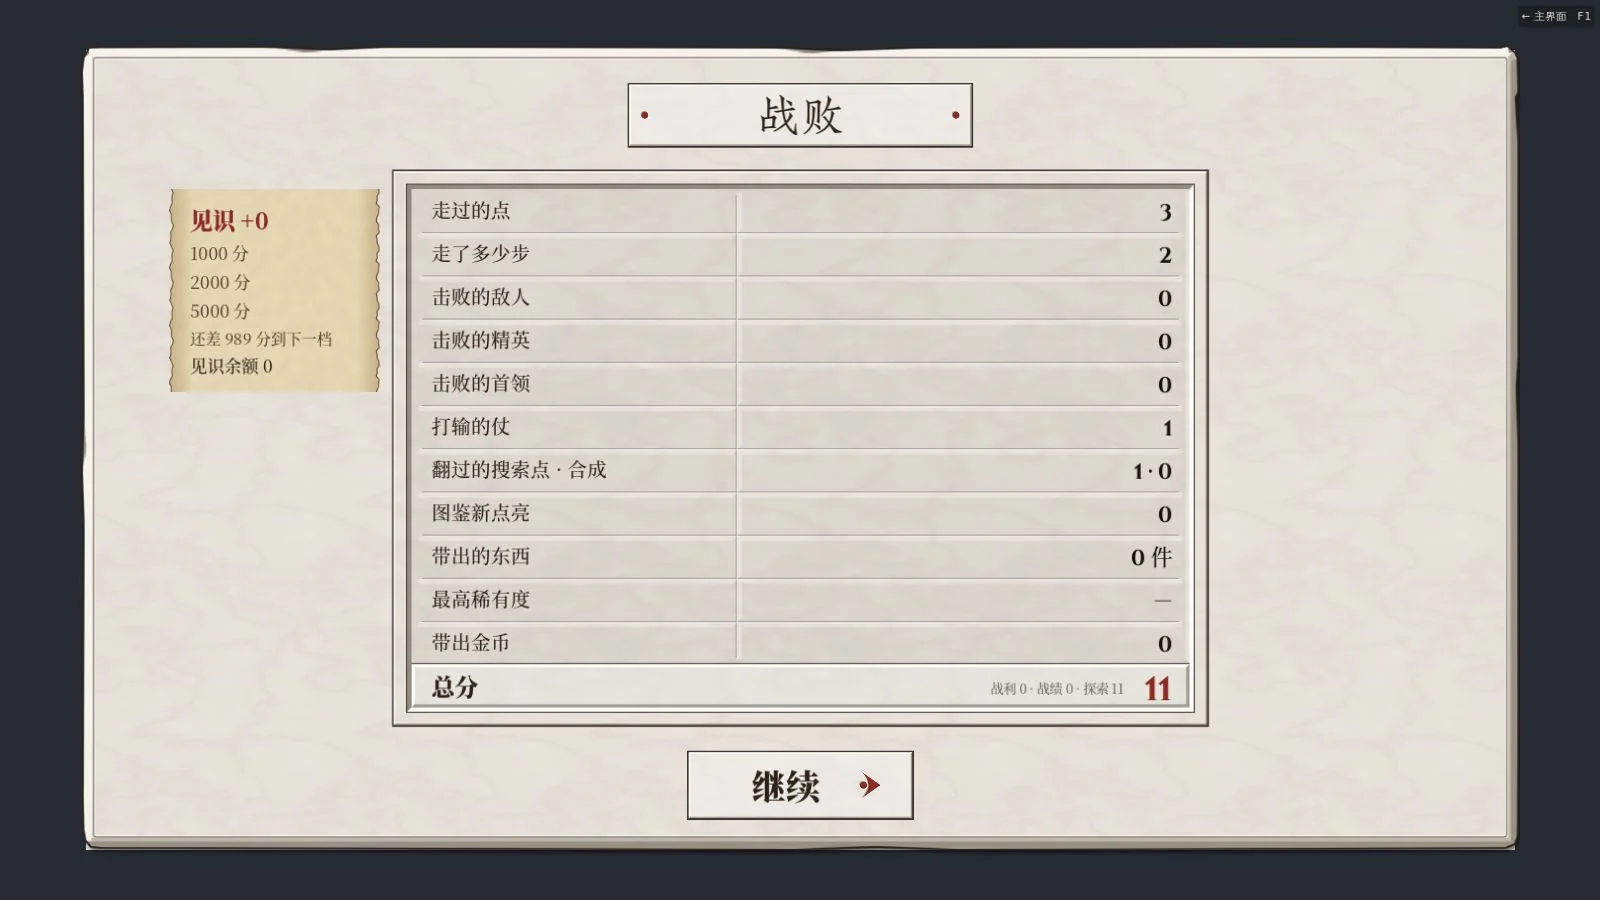 ← 主界面 F1
战败
见识 +0
1000 分
2000 分
5000 分
还差 989 分到下一档
见识余额 0
走过的点 3
走了多少步 2
击败的敌人 0
击败的精英 0
击败的首领 0
打输的仗 1
翻过的搜索点 · 合成 1 · 0
图鉴新点亮 0
带出的东西 0 件
最高稀有度 —
带出金币 0
总分 战利 0 · 战绩 0 · 探索 11 11
继续